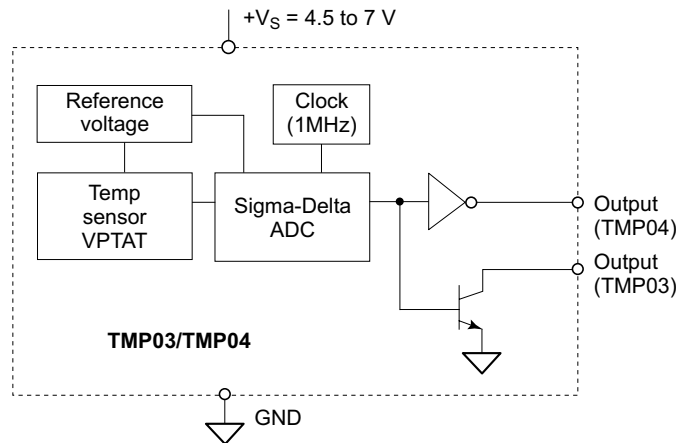 +VS = 4.5 to 7 V
Reference
voltage
Clock
(1MHz)
Temp
sensor
VPTAT
Sigma-Delta
ADC
Output
(TMP04)
Output
(TMP03)
TMP03/TMP04
GND